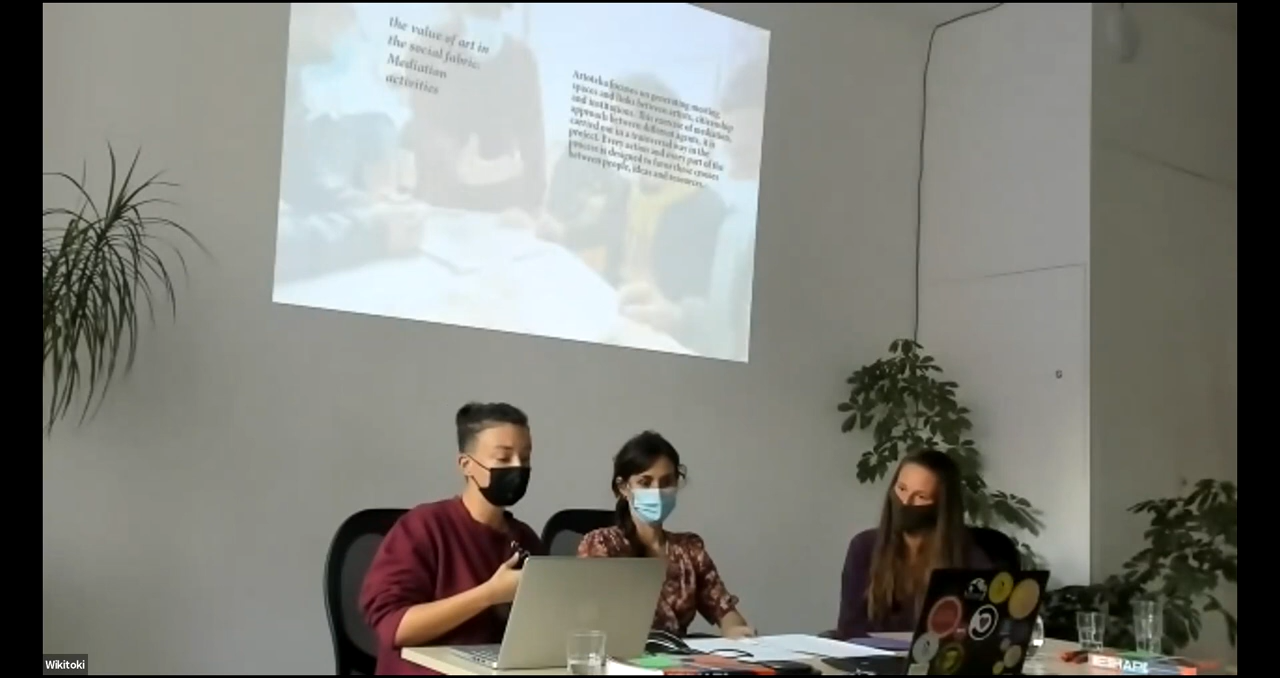 the value of art in
the social fabric.
Mediation
activities
Artoteka focuses on generating meeting
spaces and links between artists, citizenship
and institutions. This exercise of mediation,
approach between different agents, it is
carried out in a transversal way in the
project. Every action and every part of the
process is designed to favor these crosses
between people, ideas and resources.
Wikitoki
RESHAPE